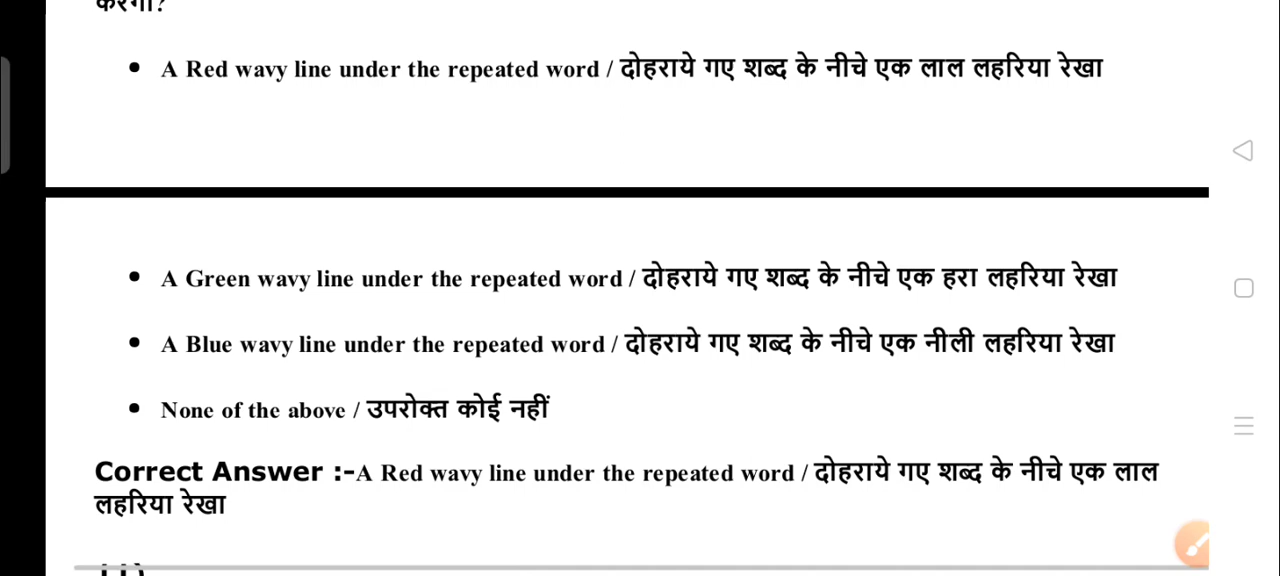 करेगा?
• A Red wavy line under the repeated word / दोहराये गए शब्द के नीचे एक लाल लहरिया रेखा
• A Green wavy line under the repeated word / दोहराये गए शब्द के नीचे एक हरा लहरिया रेखा
• A Blue wavy line under the repeated word / दोहराये गए शब्द के नीचे एक नीली लहरिया रेखा
• None of the above / उपरोक्त कोई नहीं
Correct Answer :-A Red wavy line under the repeated word / दोहराये गए शब्द के नीचे एक लाल
लहरिया रेखा